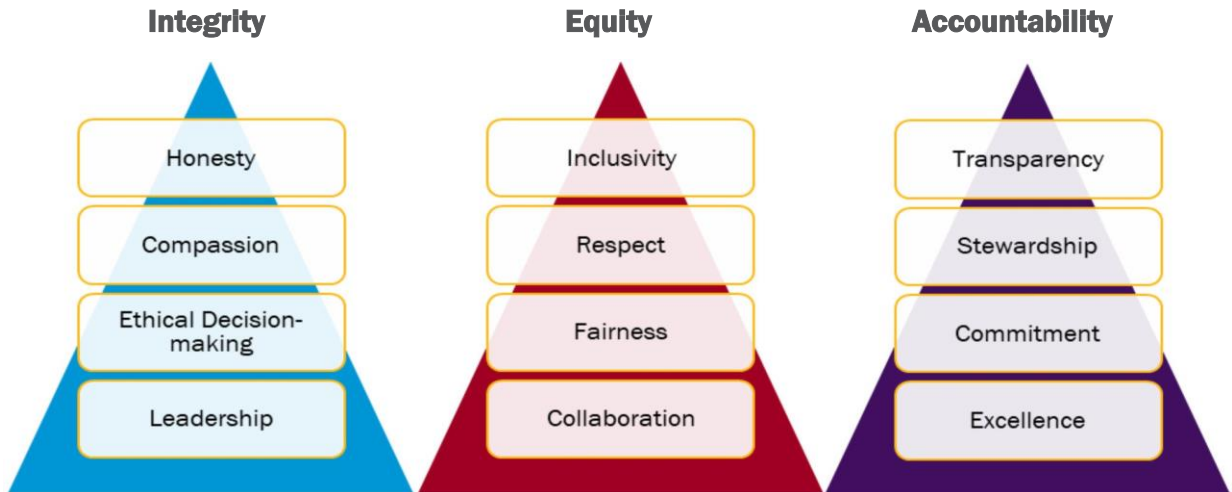 Integrity
Honesty
Compassion
Ethical Decision-
making
Leadership
Equity
Inclusivity
Respect
Fairness
Collaboration
Accountability
Transparency
Stewardship
Commitment
Excellence